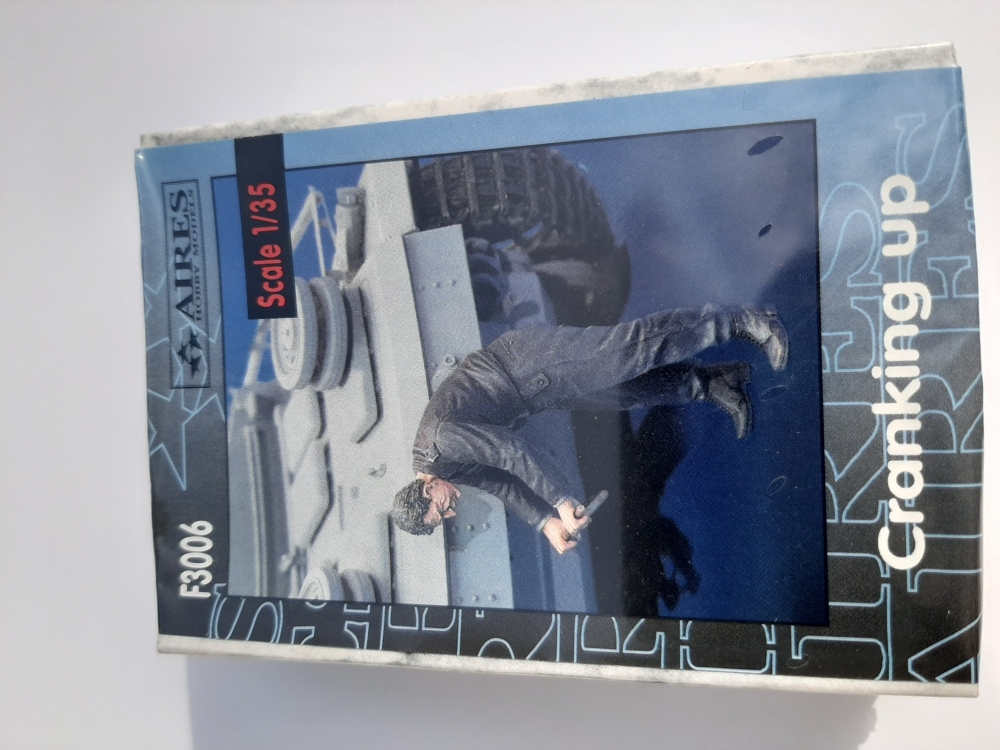 F3006
AIRES
HOBBY MODELS
Scale 1/35
Cranking up